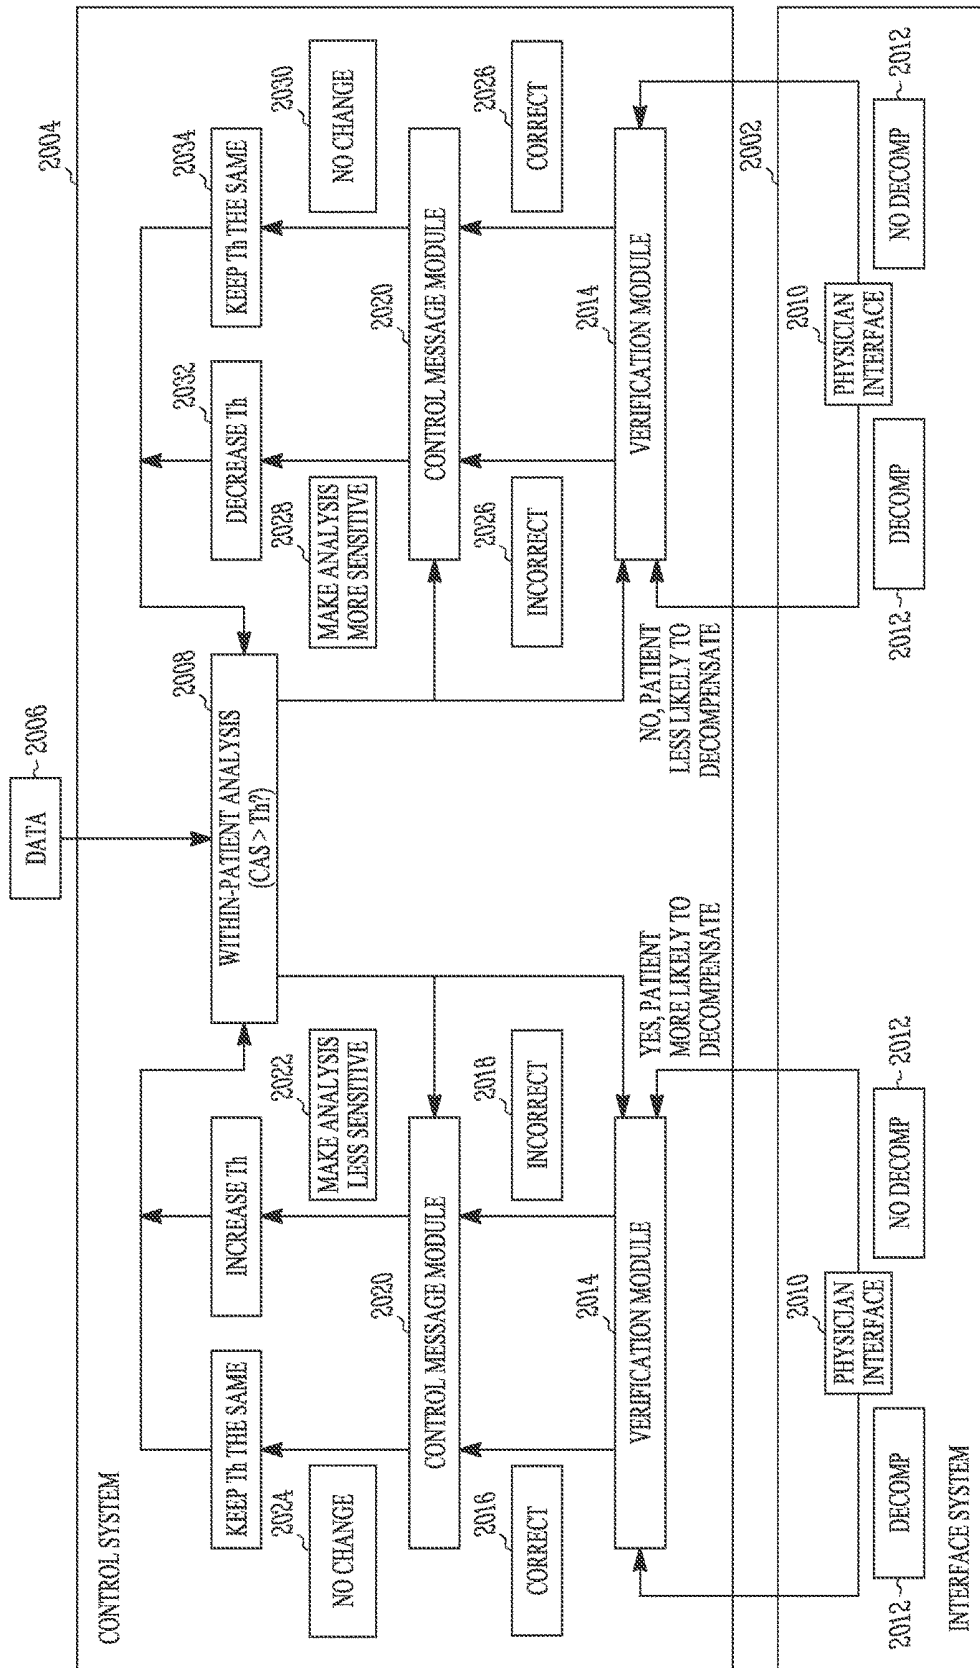 2006
DATA
2004
CONTROL SYSTEM
2008
WITHIN-PATIENT ANALYSIS
(CAS > Th?)
KEEP Th THE SAME
INCREASE Th
2032
DECREASE Th
2034
KEEP Th THE SAME
2024
NO CHANGE
2022
MAKE ANALYSIS
LESS SENSITIVE
2028
MAKE ANALYSIS
MORE SENSITIVE
2030
NO CHANGE
2020
CONTROL MESSAGE MODULE
2020
CONTROL MESSAGE MODULE
2016
CORRECT
2018
INCORRECT
2026
INCORRECT
2026
CORRECT
2014
VERIFICATION MODULE
2014
VERIFICATION MODULE
YES, PATIENT
MORE LIKELY TO
DECOMPENSATE
NO, PATIENT
LESS LIKELY TO
DECOMPENSATE
2002
2010
PHYSICIAN
INTERFACE
2010
PHYSICIAN
INTERFACE
2012
DECOMP
NO DECOMP
2012
2012
DECOMP
NO DECOMP
2012
INTERFACE SYSTEM